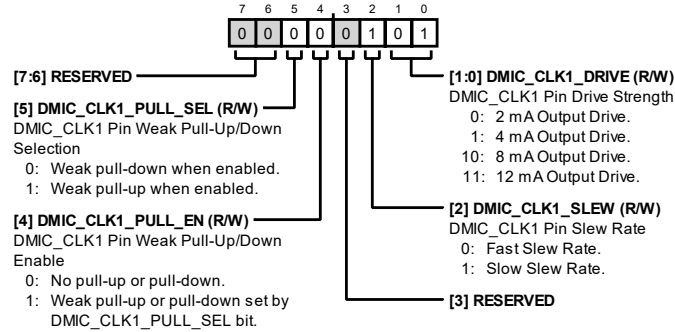 7 6 5 4 3 2 1 0
0 0 0 0 0 1 0 1
[7:6] RESERVED
[5] DMIC_CLK1_PULL_SEL (R/W)
DMIC_CLK1 Pin Weak Pull-Up/Down
Selection
0: Weak pull-down when enabled.
1: Weak pull-up when enabled.
[4] DMIC_CLK1_PULL_EN (R/W)
DMIC_CLK1 Pin Weak Pull-Up/Down
Enable
0: No pull-up or pull-down.
1: Weak pull-up or pull-down set by
DMIC_CLK1_PULL_SEL bit.
[1:0] DMIC_CLK1_DRIVE (R/W)
DMIC_CLK1 Pin Drive Strength
0: 2 mA Output Drive.
1: 4 mA Output Drive.
10: 8 mA Output Drive.
11: 12 mA Output Drive.
[2] DMIC_CLK1_SLEW (R/W)
DMIC_CLK1 Pin Slew Rate
0: Fast Slew Rate.
1: Slow Slew Rate.
[3] RESERVED